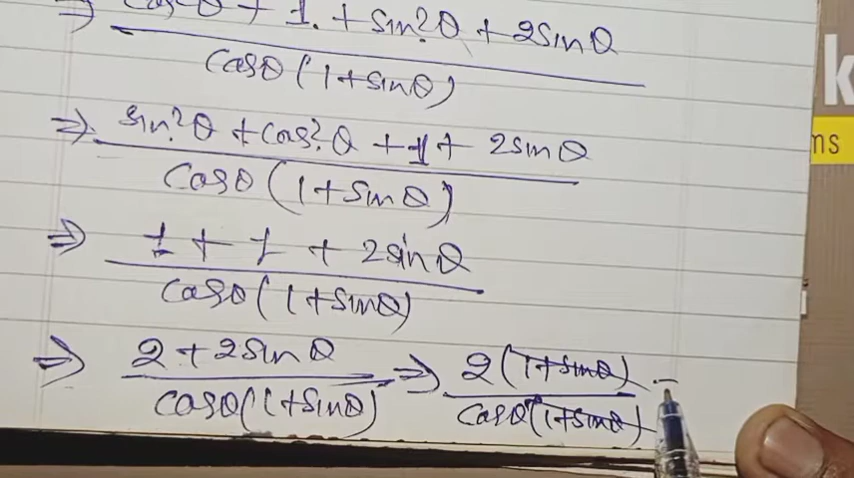 ⇒ cos²θ + 1 + sin²θ + 2sinθ
cosθ(1+sinθ)
⇒ sin²θ + cos²θ + 1 + 2sinθ
cosθ(1+sinθ)
⇒ 1 + 1 + 2sinθ
cosθ(1+sinθ)
⇒ 2+2sinθ ⇒ 2(1+sinθ) =
cosθ(1+sinθ) cosθ(1+sinθ)
k
ms